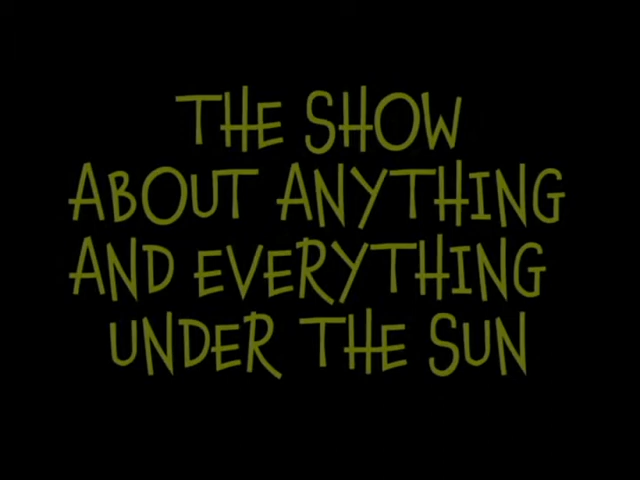 THE SHOW
ABOUT ANYTHING
AND EVERYTHING
UNDER THE SUN